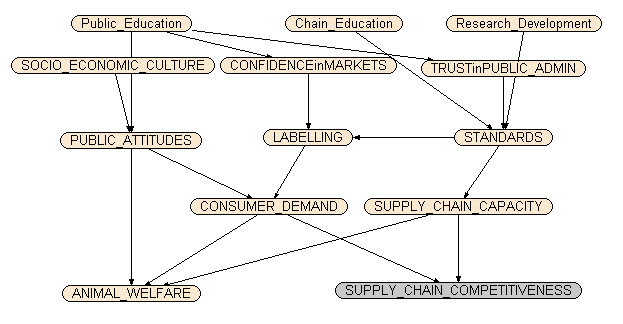 Public_Education
Chain_Education
Research_Development
SOCIO_ECONOMIC_CULTURE
CONFIDENCEinMARKETS
TRUSTinPUBLIC_ADMIN
PUBLIC_ATTITUDES
LABELLING
STANDARDS
CONSUMER_DEMAND
SUPPLY_CHAIN_CAPACITY
ANIMAL_WELFARE
SUPPLY_CHAIN_COMPETITIVENESS